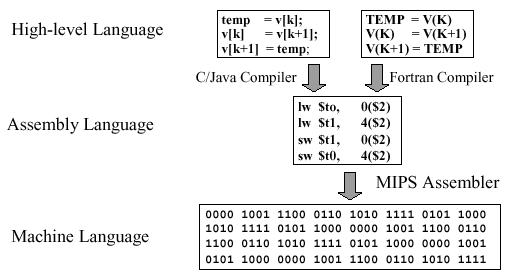 High-level Language
temp = v[k];
v[k] = v[k+1];
v[k+1] = temp;
TEMP = V(K)
V(K) = V(K+1)
V(K+1) = TEMP
C/Java Compiler
Fortran Compiler
Assembly Language
lw $to, 0($2)
lw $t1, 4($2)
sw $t1, 0($2)
sw $t0, 4($2)
MIPS Assembler
Machine Language
0000 1001 1100 0110 1010 1111 0101 1000
1010 1111 0101 1000 0000 1001 1100 0110
1100 0110 1010 1111 0101 1000 0000 1001
0101 1000 0000 1001 1100 0110 1010 1111